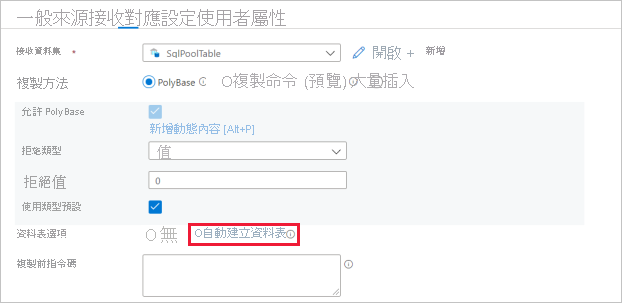 一般來源接收對應設定使用者屬性
接收資料集 * SqlPoolTable 開啟 + 新增
複製方法 PolyBase O複製命令 (預覽) 大量插入
允許 PolyBase
新增動態內容 [Alt+P]
拒絕類型 值
拒絕值 0
使用類型預設
資料表選項 O 無 O自動建立資料表
複製前指令碼